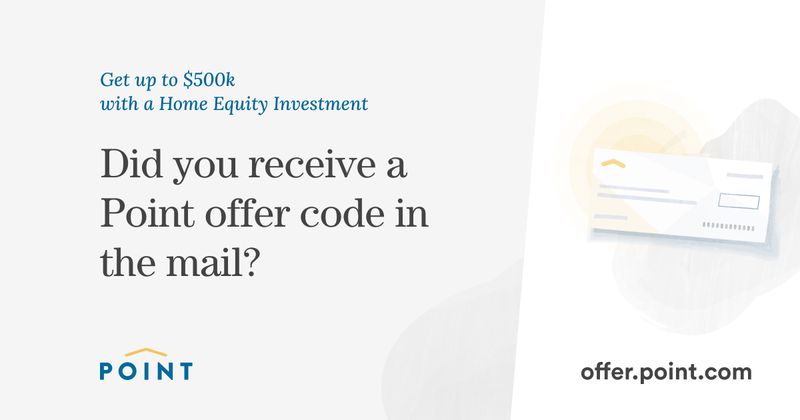 Get up to $500k
with a Home Equity Investment
Did you receive a
Point offer code in
the mail?
POINT
offer.point.com